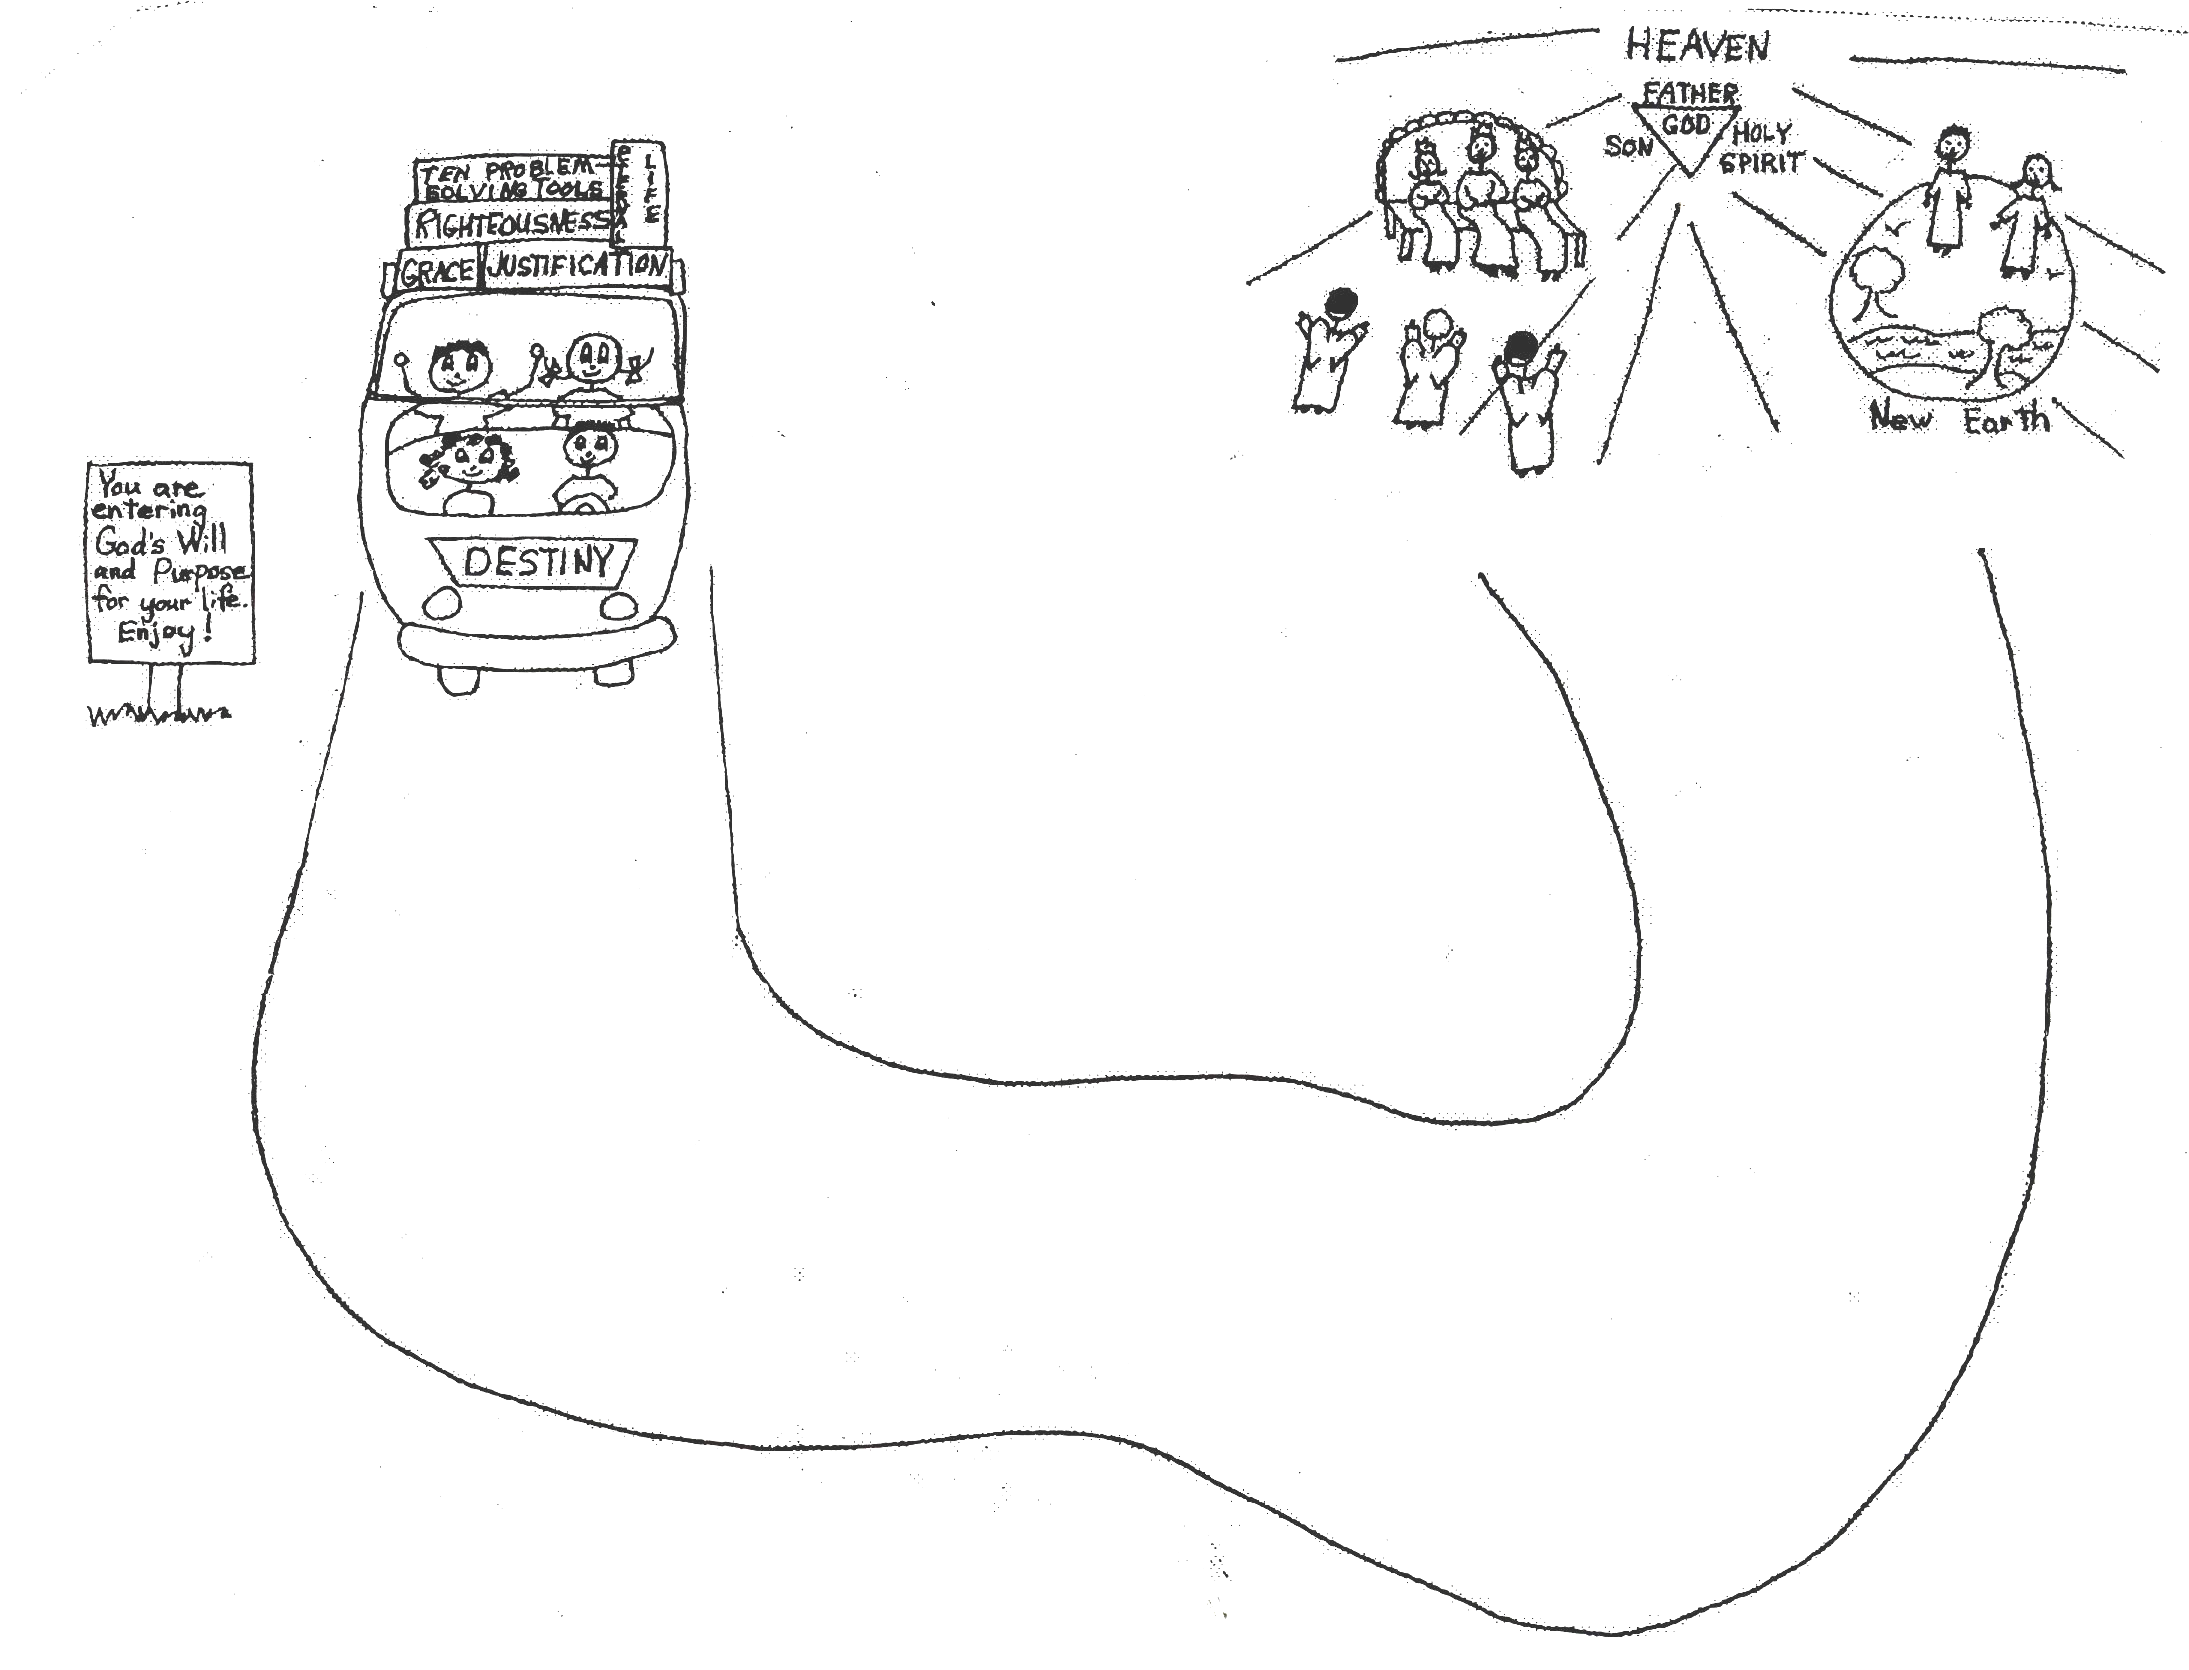 HEAVEN
FATHER
GOD
SON
HOLY
SPIRIT
New Earth
TEN PROBLEM-
SOLVING TOOLS
RIGHTEOUSNESS
ETERNAL
LIFE
GRACE
JUSTIFICATION
DESTINY
You are
entering
God's Will
and Purpose
for your life.
Enjoy!